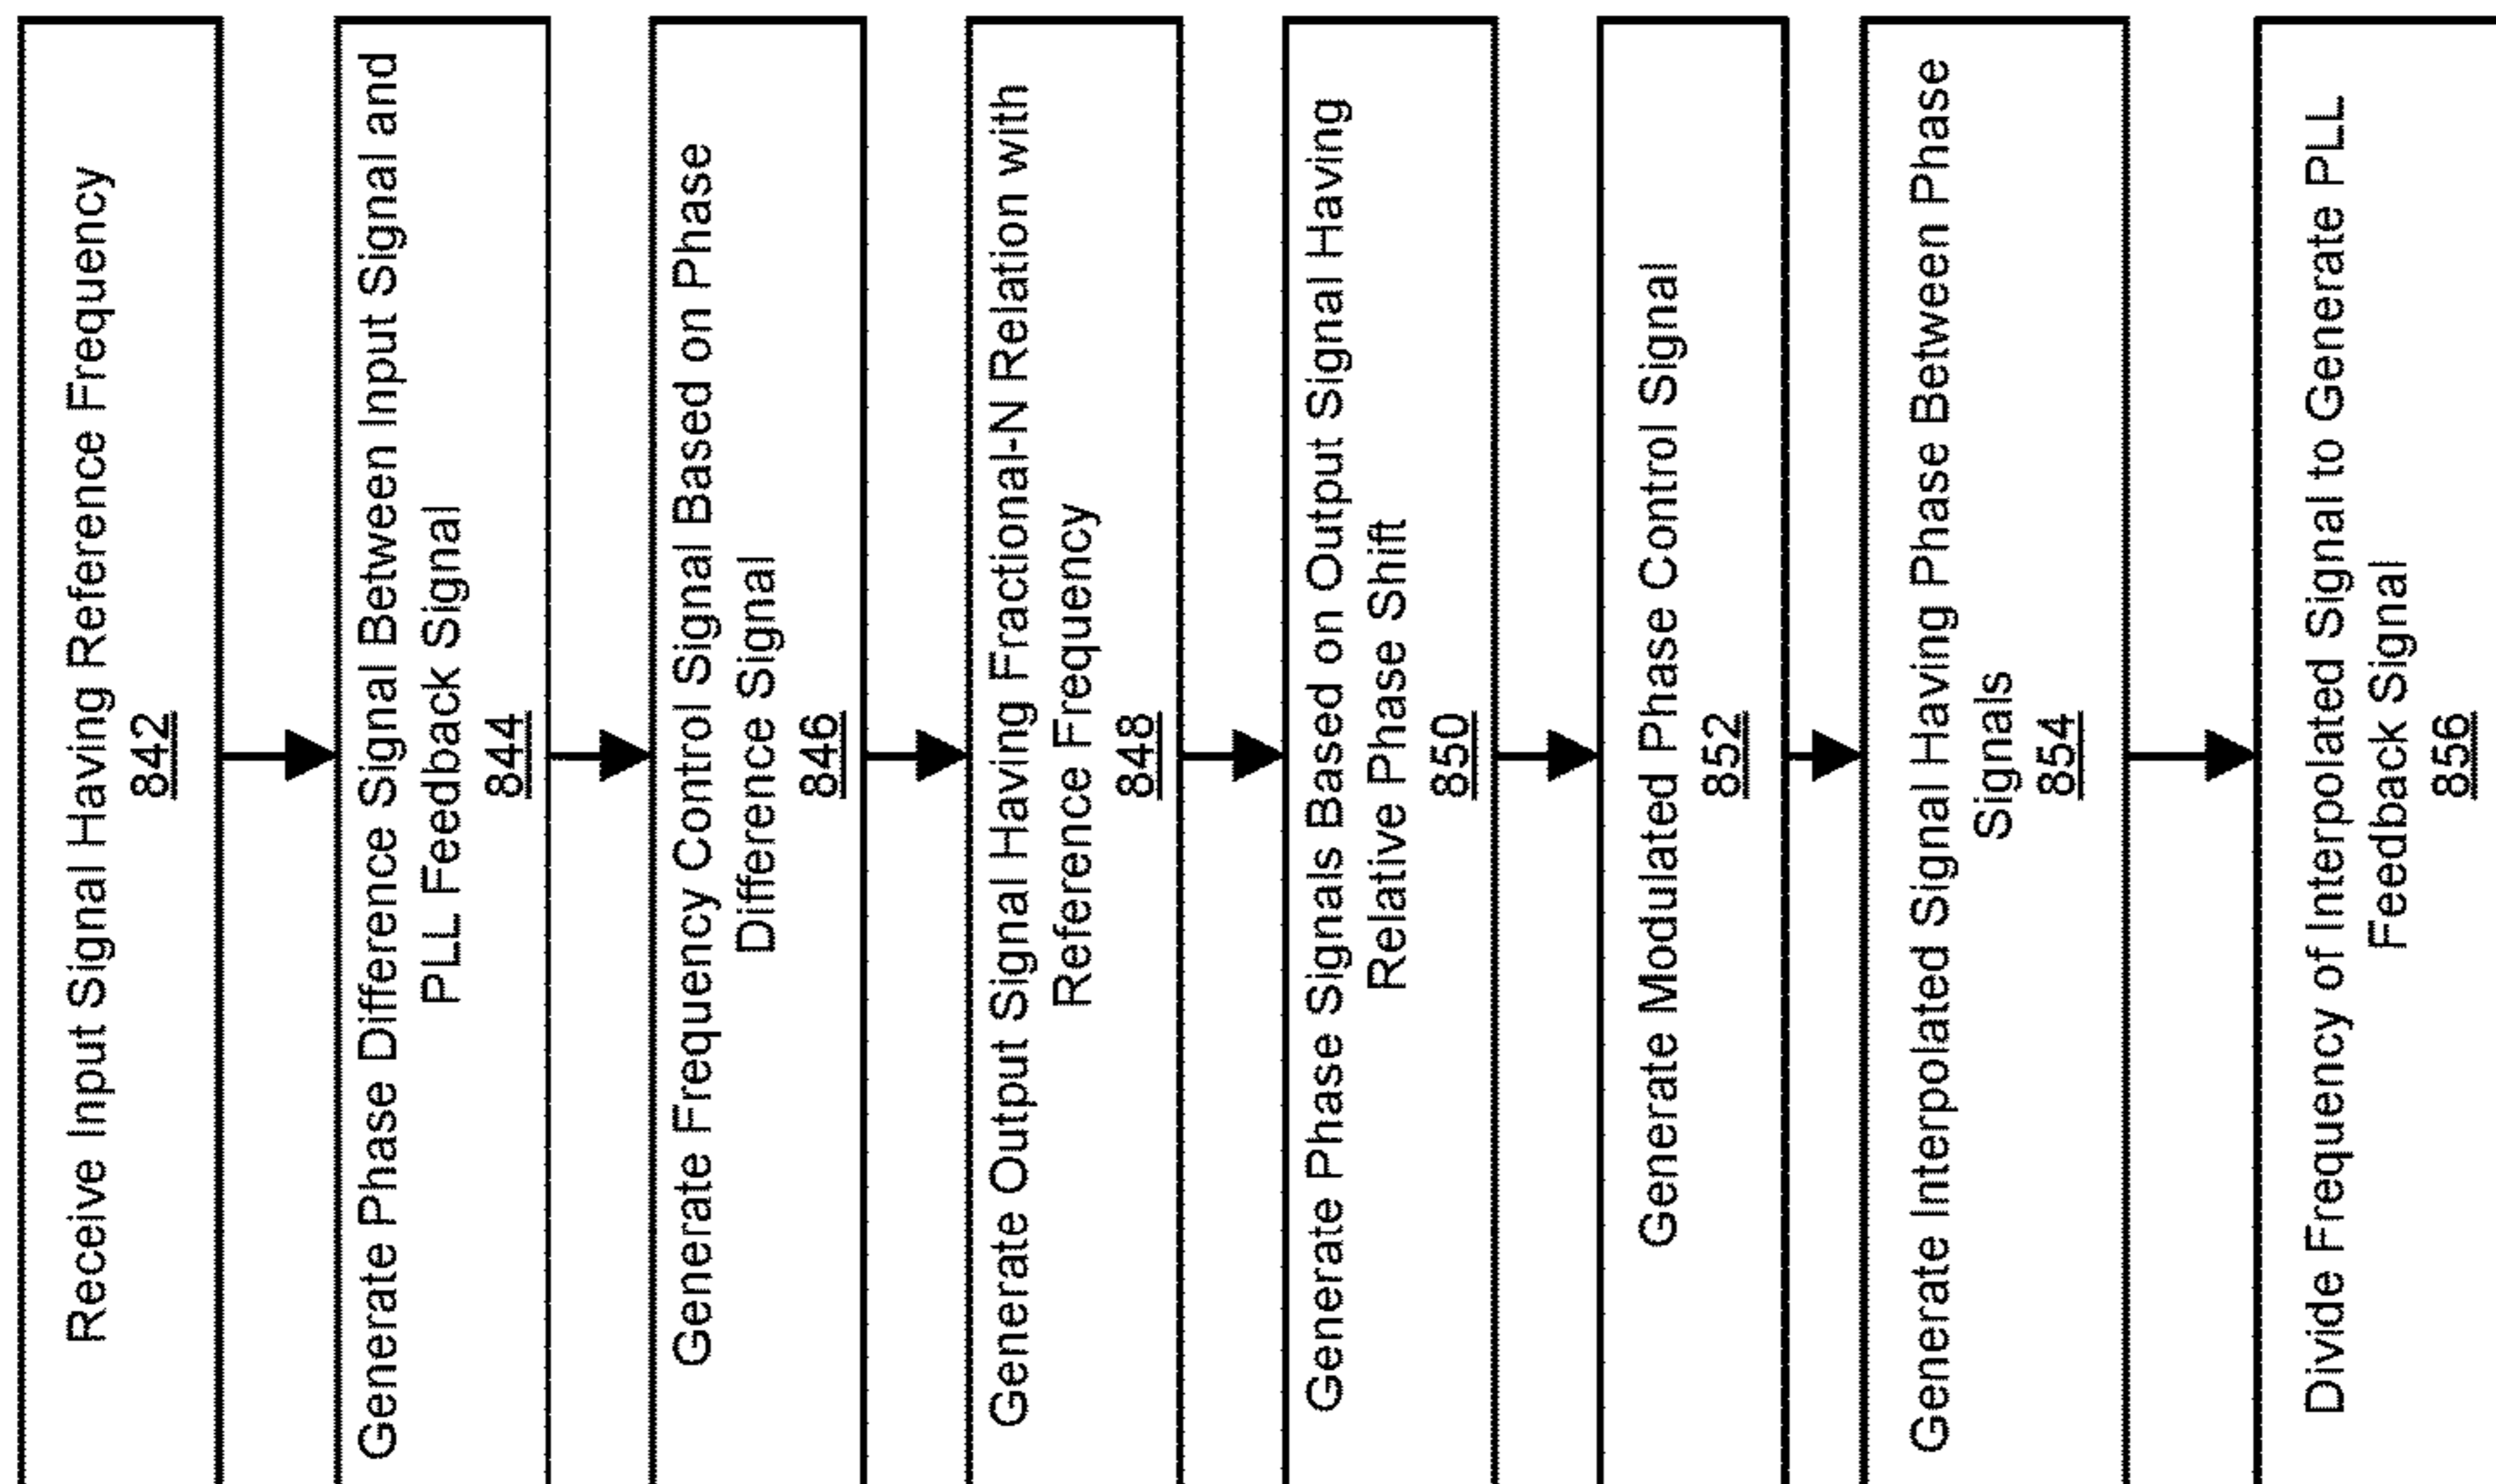 Receive Input Signal Having Reference Frequency
842
Generate Phase Difference Signal Between Input Signal and
PLL Feedback Signal
844
Generate Frequency Control Signal Based on Phase
Difference Signal
846
Generate Output Signal Having Fractional-N Relation with
Reference Frequency
848
Generate Phase Signals Based on Output Signal Having
Relative Phase Shift
850
Generate Modulated Phase Control Signal
852
Generate Interpolated Signal Having Phase Between Phase
Signals
854
Divide Frequency of Interpolated Signal to Generate PLL
Feedback Signal
856